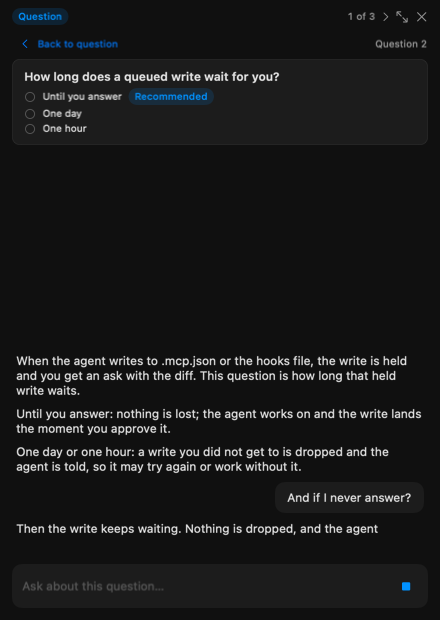 Question
1 of 3
Back to question
Question 2
How long does a queued write wait for you?
Until you answer Recommended
One day
One hour
When the agent writes to .mcp.json or the hooks file, the write is held
and you get an ask with the diff. This question is how long that held
write waits.
Until you answer: nothing is lost; the agent works on and the write lands
the moment you approve it.
One day or one hour: a write you did not get to is dropped and the
agent is told, so it may try again or work without it.
And if I never answer?
Then the write keeps waiting. Nothing is dropped, and the agent
Ask about this question...